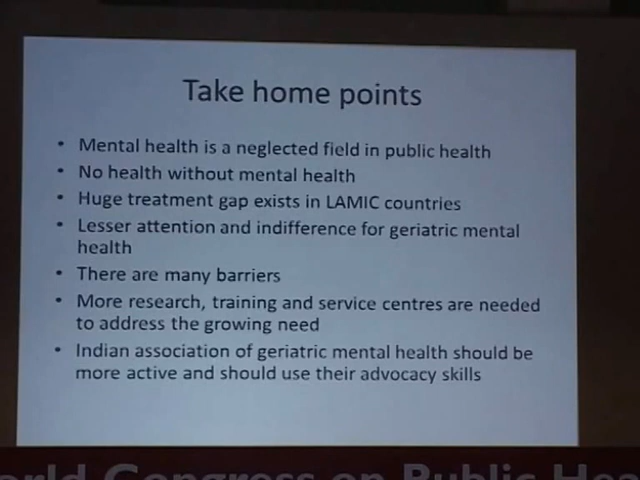 Take home points
• Mental health is a neglected field in public health
• No health without mental health
• Huge treatment gap exists in LAMIC countries
• Lesser attention and indifference for geriatric mental
health
• There are many barriers
• More research, training and service centres are needed
to address the growing need
• Indian association of geriatric mental health should be
more active and should use their advocacy skills
Congress on Public